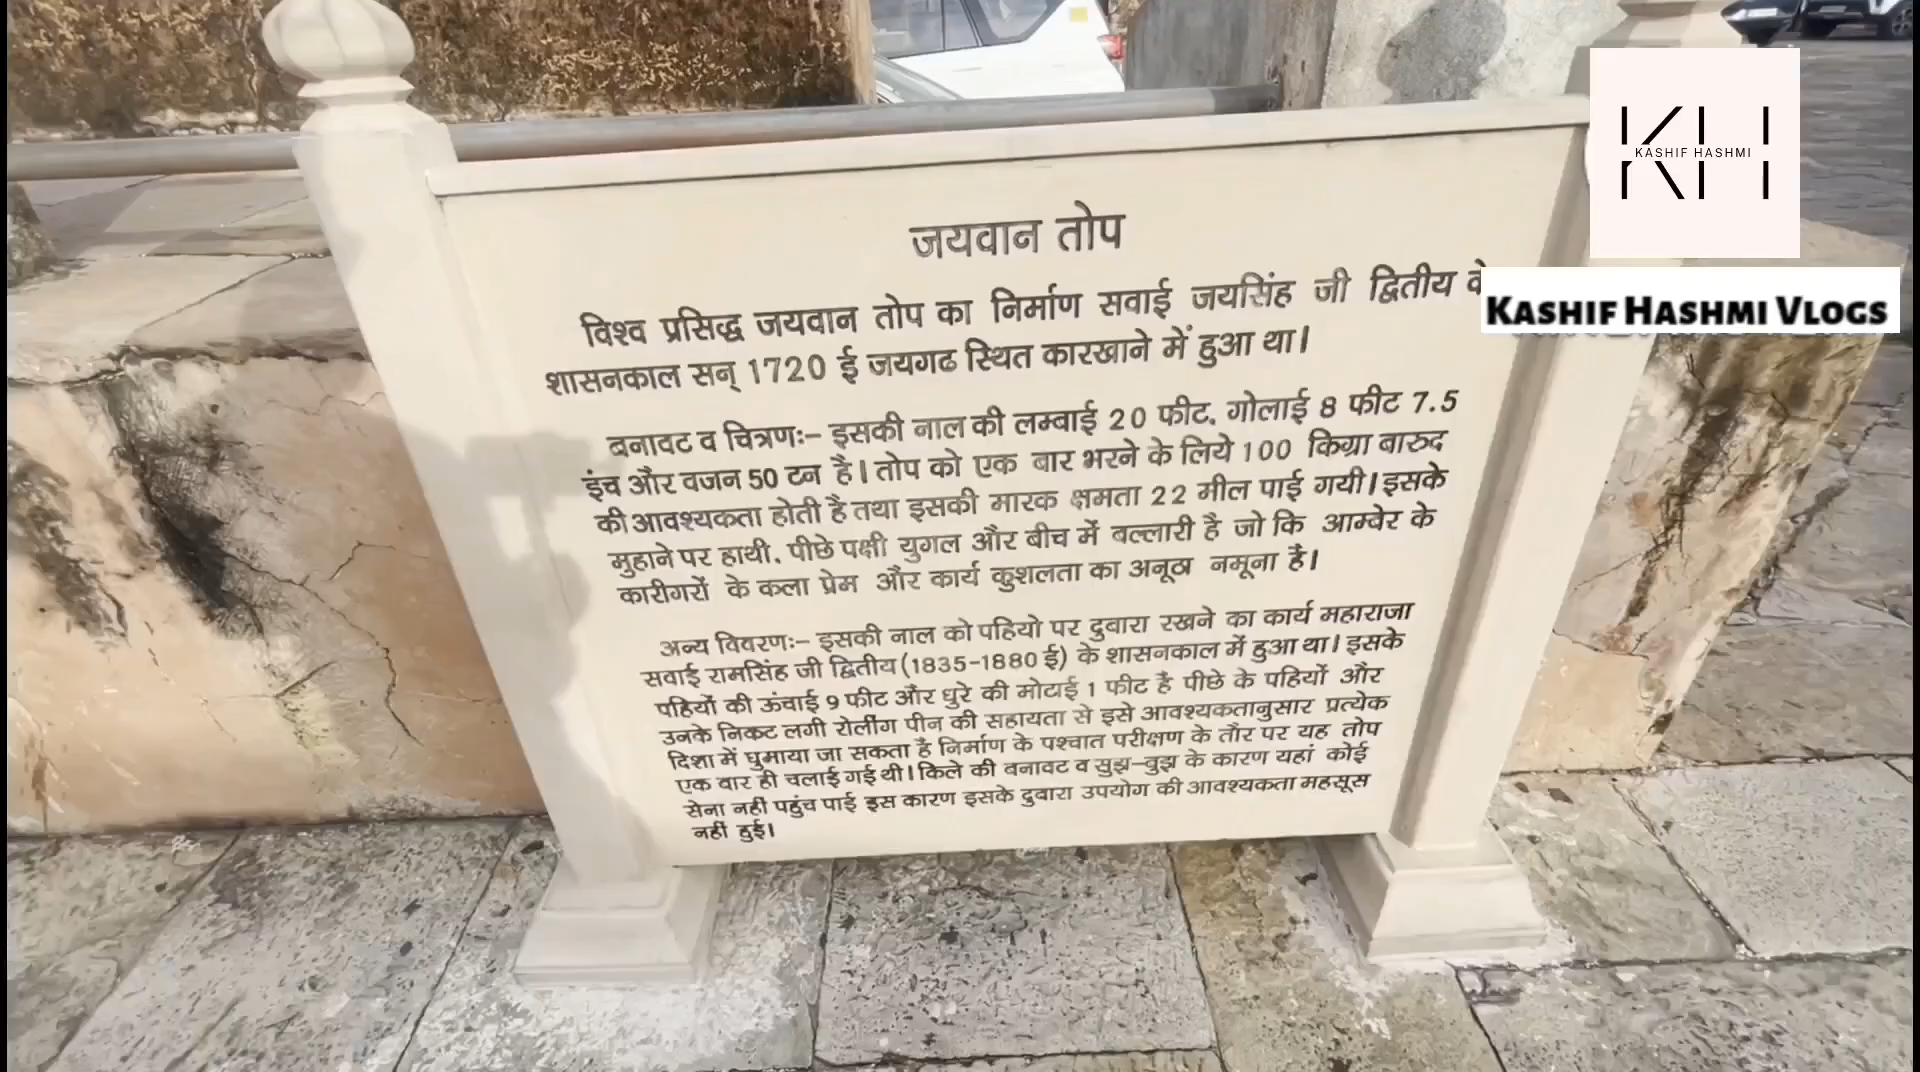 जयवान तोप
विश्व प्रसिद्ध जयवान तोप का निर्माण सवाई जयसिंह जी द्वितीय के
शासनकाल सन् 1720 ई जयगढ स्थित कारखाने में हुआ था।
बनावट व चित्रणः- इसकी नाल की लम्बाई 20 फीट, गोलाई 8 फीट 7.5
इंच और वजन 50 टन है। तोप को एक बार भरने के लिये 100 किग्रा बारुद
की आवश्यकता होती है तथा इसकी मारक क्षमता 22 मील पाई गयी। इसके
मुहाने पर हाथी, पीछे पक्षी युगल और बीच में बल्लारी है जो कि आम्बेर के
कारीगरों के कला प्रेम और कार्य कुशलता का अनूठा नमूना है।
अन्य विवरणः- इसकी नाल को पहियो पर दुबारा रखने का कार्य महाराजा
सवाई रामसिंह जी द्वितीय (1835-1880 ई) के शासनकाल में हुआ था। इसके
पहियों की ऊंचाई 9 फीट और धुरे की मोटाई 1 फीट है पीछे के पहियों और
उनके निकट लगी रोलींग पीन की सहायता से इसे आवश्यकतानुसार प्रत्येक
दिशा में घुमाया जा सकता है निर्माण के पश्चात परीक्षण के तौर पर यह तोप
एक बार ही चलाई गई थी। किले की बनावट व सुझ-बुझ के कारण यहां कोई
सेना नहीं पहुंच पाई इस कारण इसके दुबारा उपयोग की आवश्यकता महसूस
नहीं हुई।
KH
KASHIF HASHMI
KASHIF HASHMI VLOGS